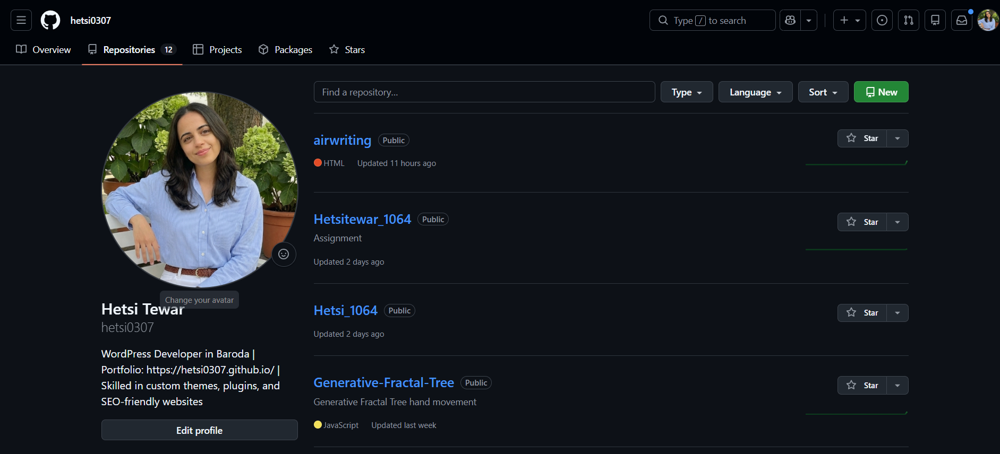 hetsi0307
Type / to search
Overview
Repositories 12
Projects
Packages
Stars
Find a repository...
Type
Language
Sort
New
airwriting Public
Star
HTML Updated 11 hours ago
Hetsitewar_1064 Public
Star
Assignment
Updated 2 days ago
Hetsi_1064 Public
Star
Updated 2 days ago
Generative-Fractal-Tree Public
Star
Generative Fractal Tree hand movement
JavaScript Updated last week
Change your avatar
Hetsi Tewar
hetsi0307
WordPress Developer in Baroda |
Portfolio: https://hetsi0307.github.io/ |
Skilled in custom themes, plugins, and
SEO-friendly websites
Edit profile